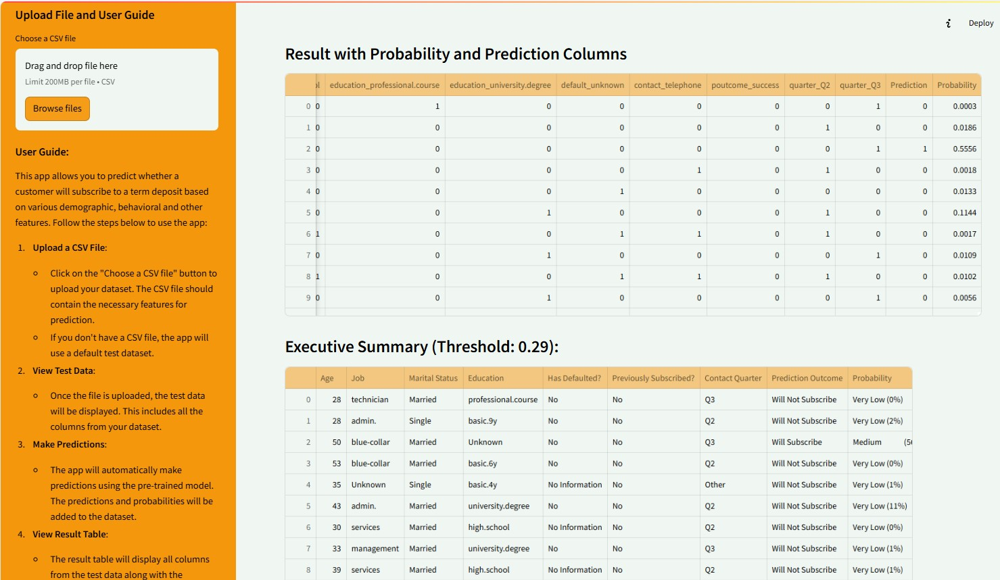 Upload File and User Guide
Choose a CSV file
Drag and drop file here
Limit 200MB per file • CSV
Browse files
User Guide:
This app allows you to predict whether a
customer will subscribe to a term deposit based
on various demographic, behavioral and other
features. Follow the steps below to use the app:
1. Upload a CSV File:
Click on the "Choose a CSV file" button to
upload your dataset. The CSV file should
contain the necessary features for
prediction.
If you don't have a CSV file, the app will
use a default test dataset.
2. View Test Data:
Once the file is uploaded, the test data
will be displayed. This includes all the
columns from your dataset.
3. Make Predictions:
The app will automatically make
predictions using the pre-trained model.
The predictions and probabilities will be
added to the dataset.
4. View Result Table:
The result table will display all columns
from the test data along with the
Deploy
Result with Probability and Prediction Columns
education_professional.course education_university.degree default_unknown contact_telephone poutcome_success quarter_Q2 quarter_Q3 Prediction Probability
0 0 1 0 0 0 0 0 1 0 0.0003
1 0 0 0 0 0 0 1 0 0 0.0186
2 0 0 0 0 0 0 0 1 1 0.5556
3 0 0 0 0 1 0 1 0 0 0.0018
4 0 0 0 1 0 0 0 0 0 0.0133
5 0 0 1 0 0 0 1 0 0 0.1144
6 1 0 0 1 1 0 1 0 0 0.0017
7 0 0 1 0 0 0 0 1 0 0.0109
8 1 0 0 1 1 0 1 0 0 0.0102
9 0 0 1 0 0 0 0 1 0 0.0056
Executive Summary (Threshold: 0.29):
Age Job Marital Status Education Has Defaulted? Previously Subscribed? Contact Quarter Prediction Outcome Probability
0 28 technician Married professional.course No No Q3 Will Not Subscribe Very Low (0%)
1 28 admin. Single basic.9y No No Q2 Will Not Subscribe Very Low (2%)
2 50 blue-collar Married Unknown No No Q3 Will Subscribe Medium
3 53 blue-collar Married basic.6y No No Q2 Will Not Subscribe Very Low (0%)
4 35 Unknown Single basic.4y No Information No Other Will Not Subscribe Very Low (1%)
5 43 admin. Married university.degree No No Q2 Will Not Subscribe Very Low (11%)
6 30 services Married high.school No Information No Q2 Will Not Subscribe Very Low (0%)
7 33 management Married university.degree No No Q3 Will Not Subscribe Very Low (1%)
8 39 services Married high.school No Information No Q2 Will Not Subscribe Very Low (1%)